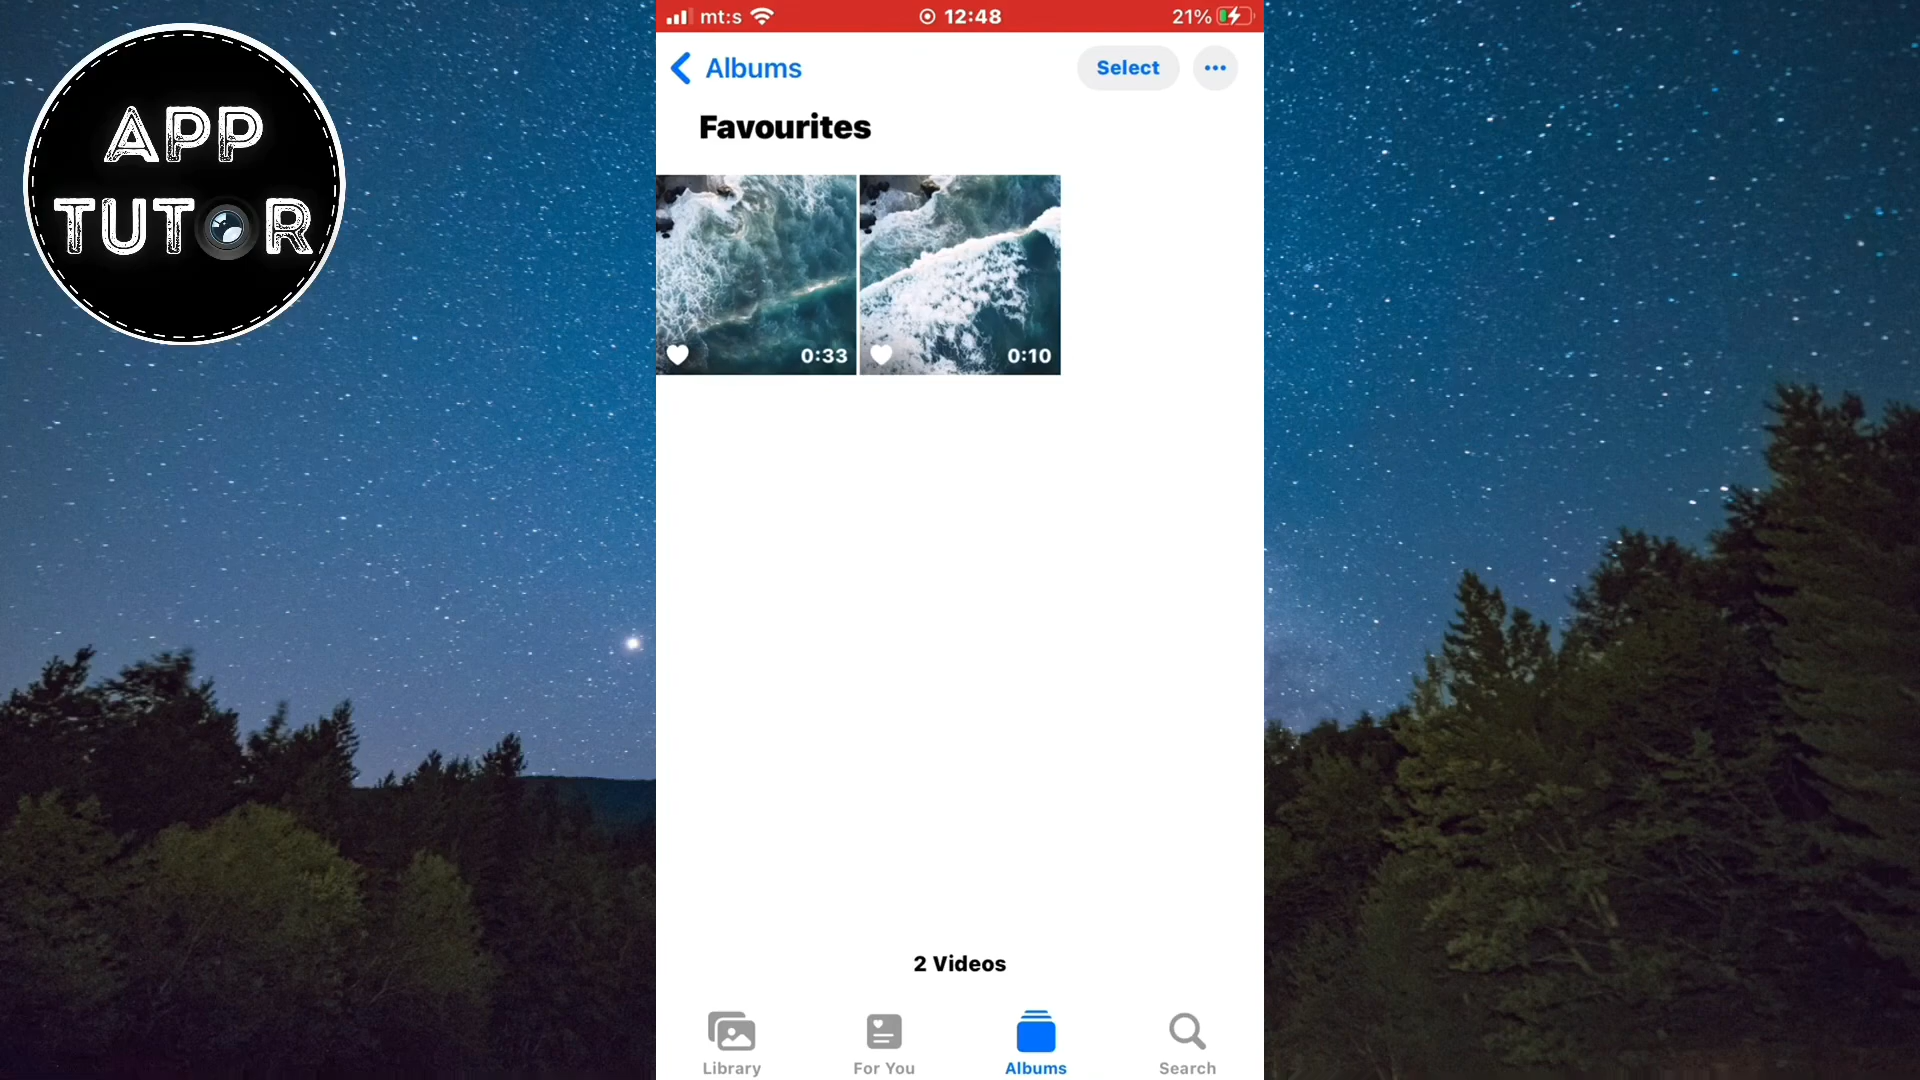 APP
TUTOR
mt:s 12:48 21%
Albums Select
Favourites
0:33 0:10
2 Videos
Library For You Albums Search